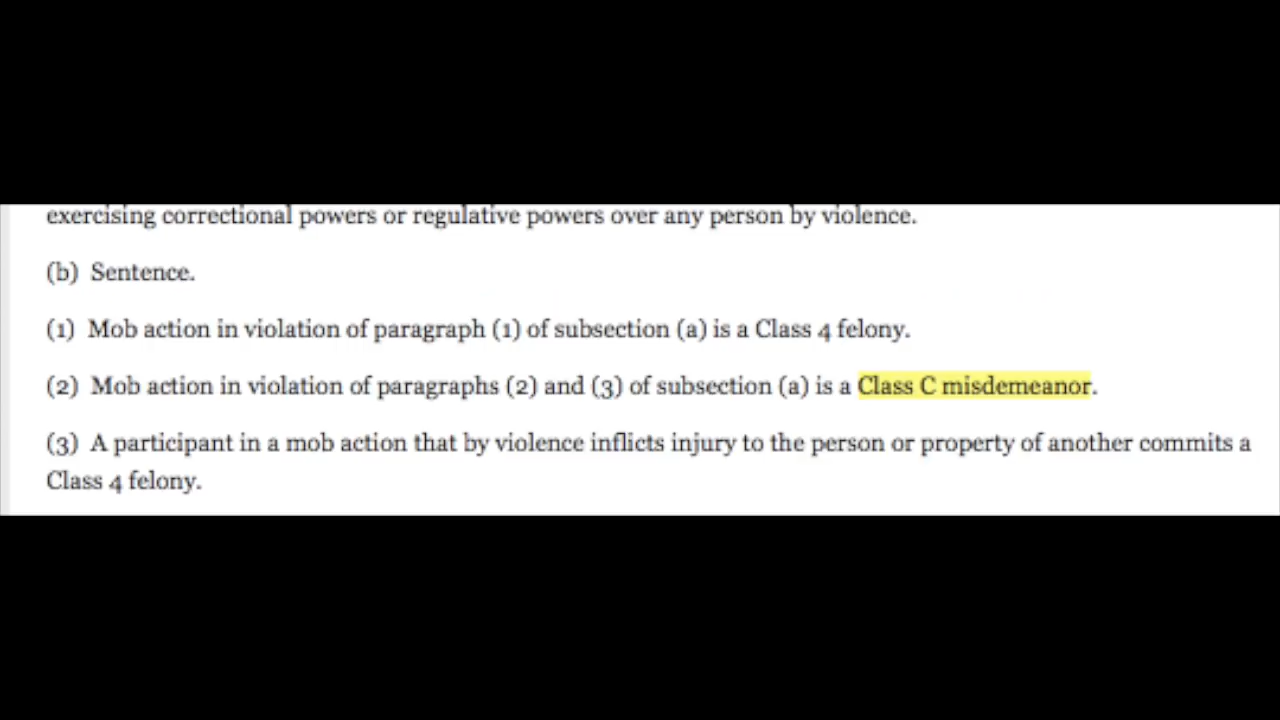 exercising correctional powers or regulative powers over any person by violence.
(b) Sentence.
(1) Mob action in violation of paragraph (1) of subsection (a) is a Class 4 felony.
(2) Mob action in violation of paragraphs (2) and (3) of subsection (a) is a Class C misdemeanor.
(3) A participant in a mob action that by violence inflicts injury to the person or property of another commits a
Class 4 felony.